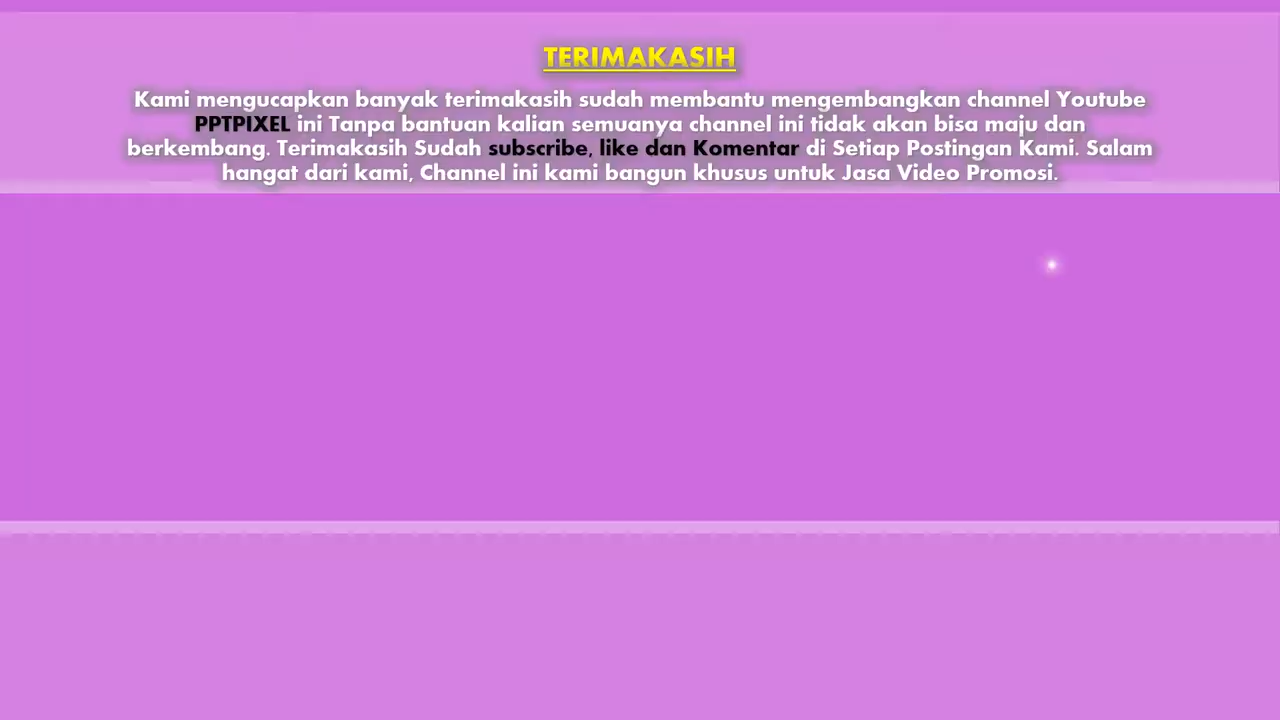 TERIMAKASIH
Kami mengucapkan banyak terimakasih sudah membantu mengembangkan channel Youtube
PPTPIXEL ini Tanpa bantuan kalian semuanya channel ini tidak akan bisa maju dan
berkembang. Terimakasih Sudah subscribe, like dan Komentar di Setiap Postingan Kami. Salam
hangat dari kami, Channel ini kami bangun khusus untuk Jasa Video Promosi.